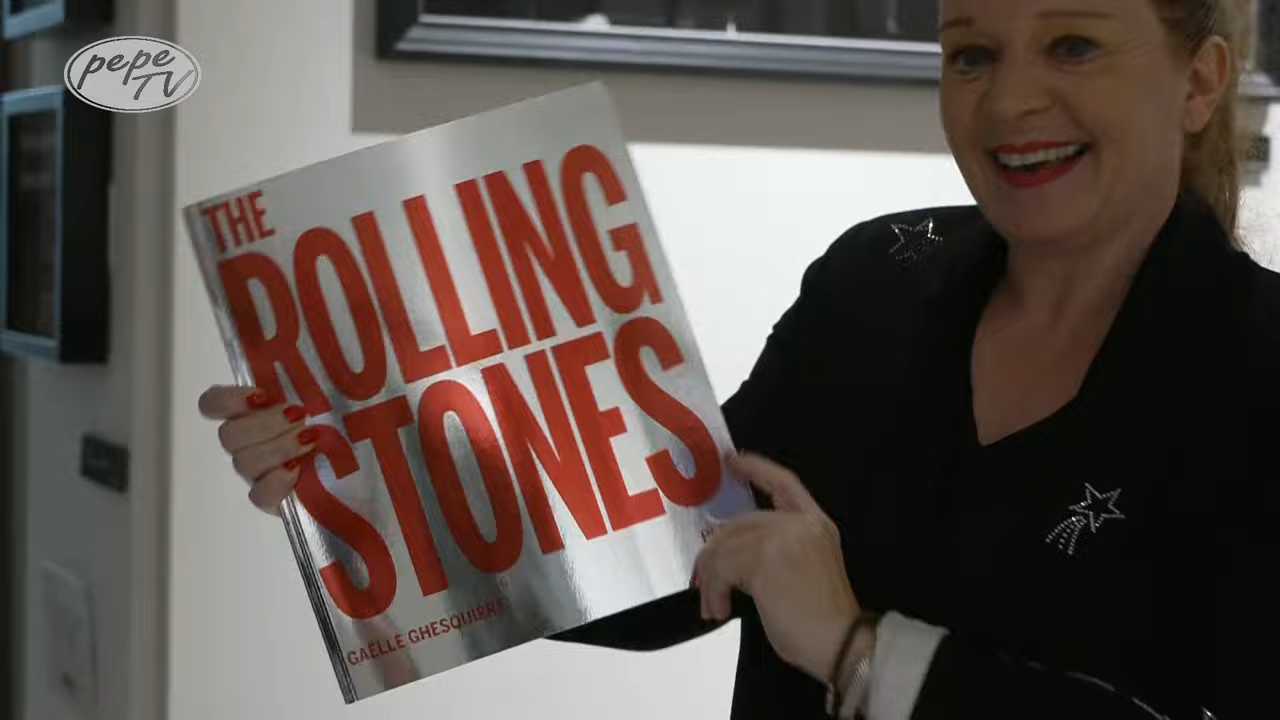 pepe
TV
THE
ROLLING
STONES
GAËLLE GHESQUIÈRE